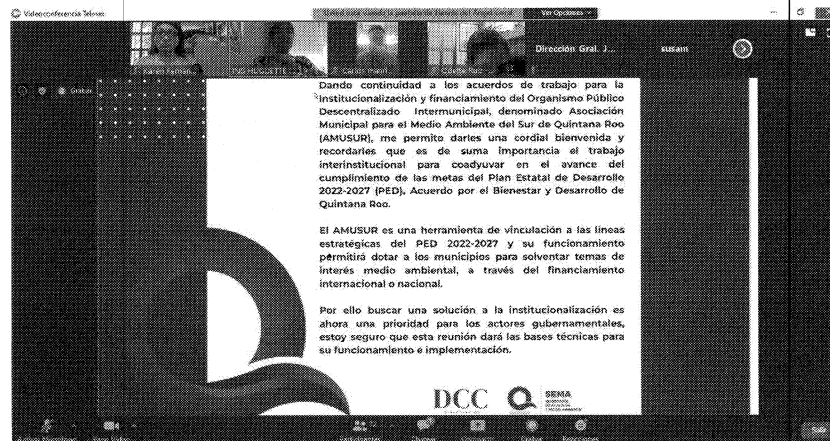 Videoconferencia Telmex
Ver Opciones
Dirección Gral. J...
susam
Grabar
Dando continuidad a los acuerdos de trabajo para la
institucionalización y financiamiento del Organismo Público
Descentralizado Intermunicipal, denominado Asociación
Municipal para el Medio Ambiente del Sur de Quintana Roo
(AMUSUR), me permito darles una cordial bienvenida y
recordarles que es de suma importancia el trabajo
interinstitucional para coadyuvar en el avance del
cumplimiento de las metas del Plan Estatal de Desarrollo
2022-2027 (PED), Acuerdo por el Bienestar y Desarrollo de
Quintana Roo.
El AMUSUR es una herramienta de vinculación a las líneas
estratégicas del PED 2022-2027 y su funcionamiento
permitirá dotar a los municipios para solventar temas de
interés medio ambiental, a través del financiamiento
internacional o nacional.
Por ello buscar una solución a la institucionalización es
ahora una prioridad para los actores gubernamentales,
estoy seguro que esta reunión dará las bases técnicas para
su funcionamiento e implementación.
DCC
SEMA
Participantes
Grabar
Reacciones
Salir